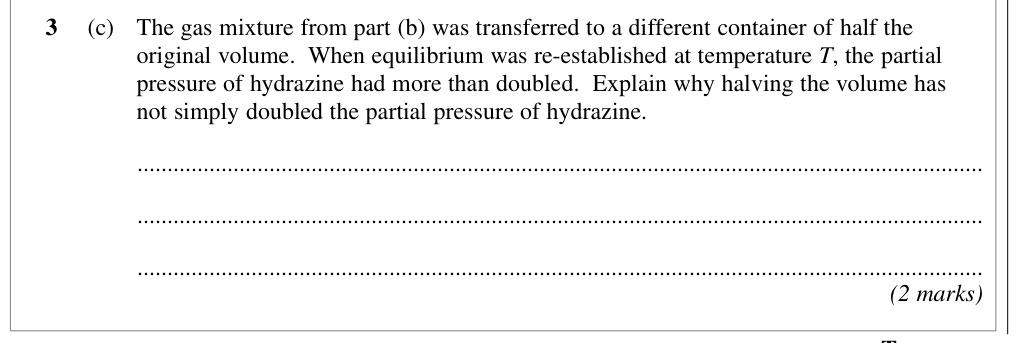 3 (c) The gas mixture from part (b) was transferred to a different container of half the
original volume. When equilibrium was re-established at temperature T, the partial
pressure of hydrazine had more than doubled. Explain why halving the volume has
not simply doubled the partial pressure of hydrazine.
....................................................................................................................................................
....................................................................................................................................................
....................................................................................................................................................
(2 marks)